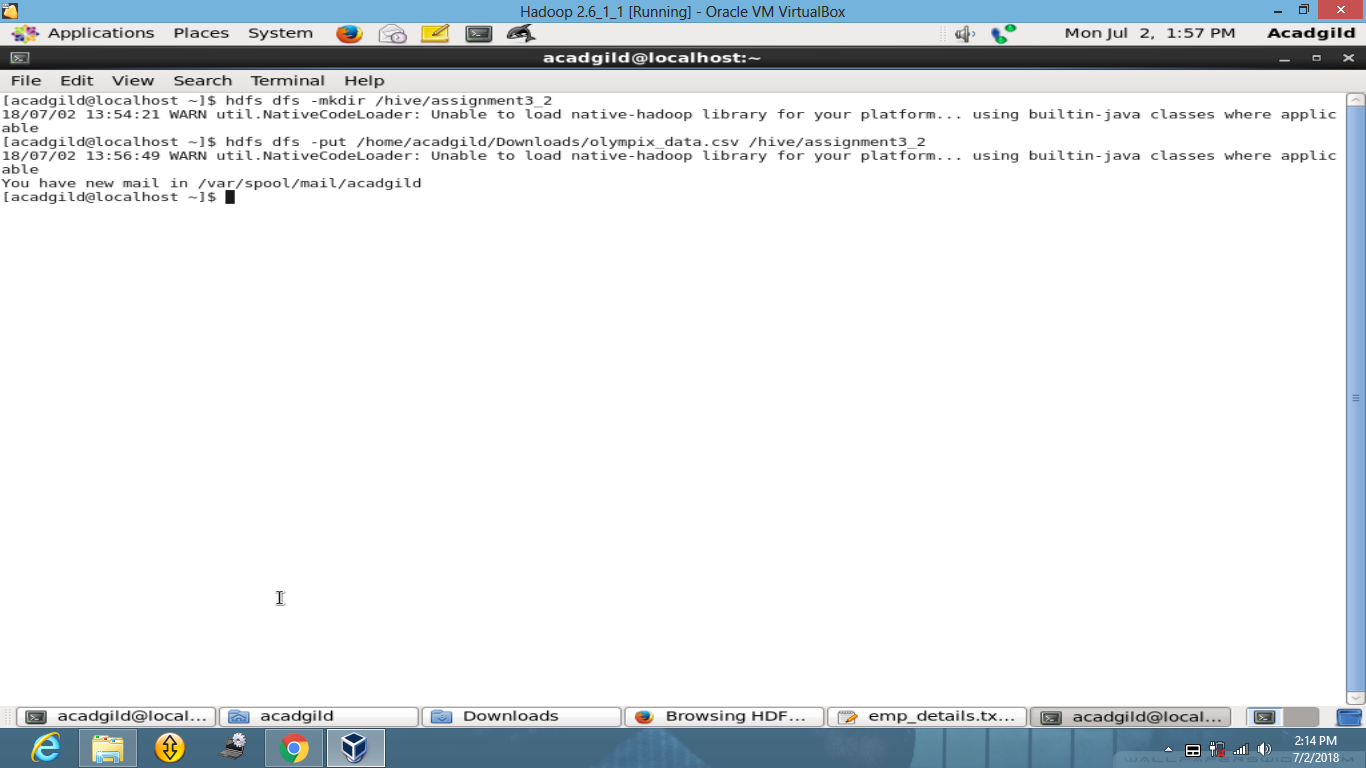 Hadoop 2.6_1_1 [Running] - Oracle VM VirtualBox
Applications Places System Mon Jul 2, 1:57 PM Acadgild
acadgild@localhost:~
File Edit View Search Terminal Help
[acadgild@localhost ~]$ hdfs dfs -mkdir /hive/assignment3_2
18/07/02 13:54:21 WARN util.NativeCodeLoader: Unable to load native-hadoop library for your platform... using builtin-java classes where applic
able
[acadgild@localhost ~]$ hdfs dfs -put /home/acadgild/Downloads/olympix_data.csv /hive/assignment3_2
18/07/02 13:56:49 WARN util.NativeCodeLoader: Unable to load native-hadoop library for your platform... using builtin-java classes where applic
able
You have new mail in /var/spool/mail/acadgild
[acadgild@localhost ~]$
acadgild@local... acadgild Downloads Browsing HDF... emp_details.tx... acadgild@local...
2:14 PM
7/2/2018